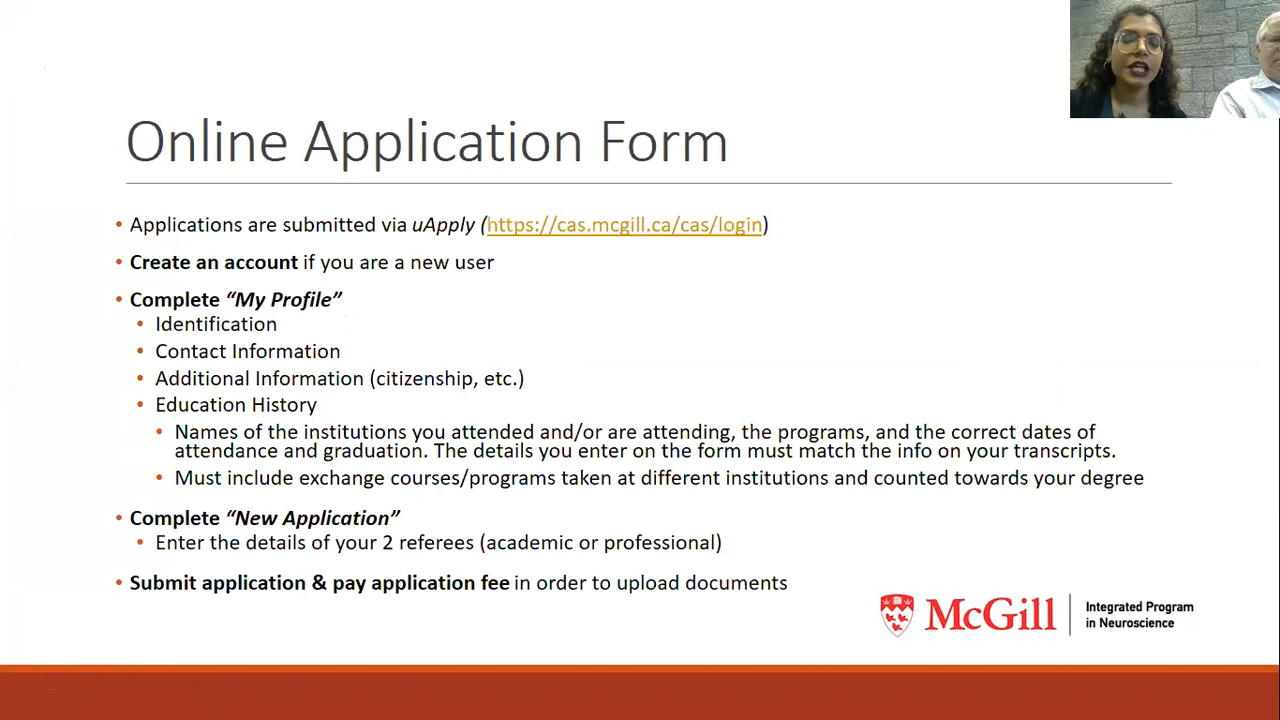 Online Application Form
• Applications are submitted via uApply (https://cas.mcgill.ca/cas/login)
• Create an account if you are a new user
• Complete “My Profile”
• Identification
• Contact Information
• Additional Information (citizenship, etc.)
• Education History
• Names of the institutions you attended and/or are attending, the programs, and the correct dates of
attendance and graduation. The details you enter on the form must match the info on your transcripts.
• Must include exchange courses/programs taken at different institutions and counted towards your degree
• Complete “New Application”
• Enter the details of your 2 referees (academic or professional)
• Submit application & pay application fee in order to upload documents
McGill
Integrated Program
in Neuroscience